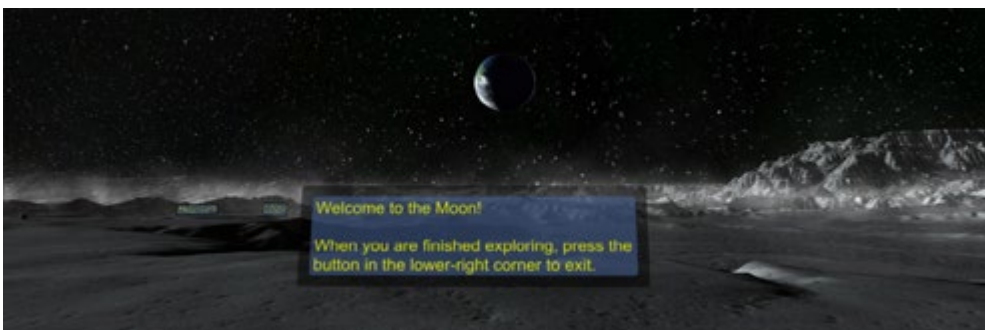 Welcome to the Moon!
When you are finished exploring, press the
button in the lower-right corner to exit.